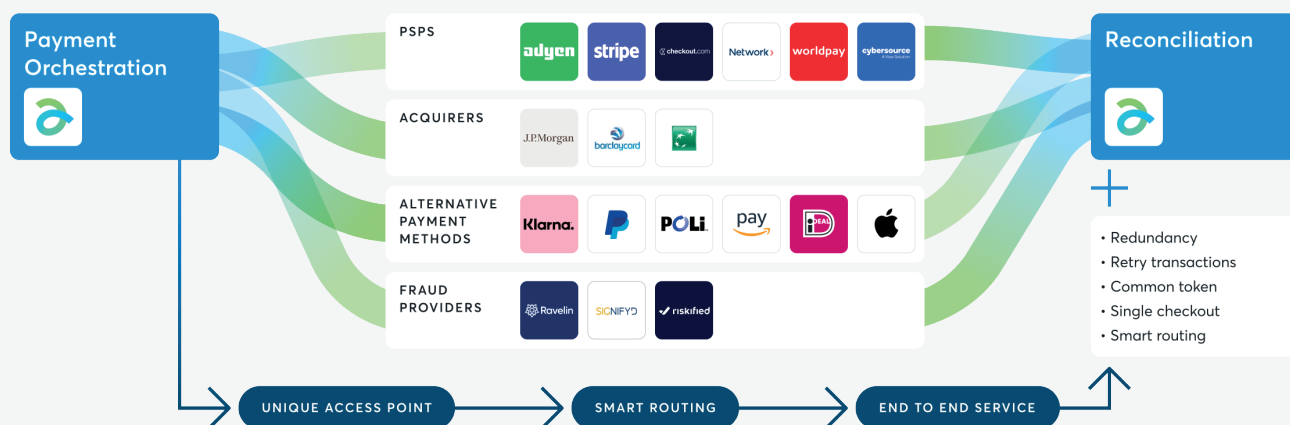 Payment
Orchestration
PSPS
adyen
stripe
checkout.com
Network
worldpay
cybersource
A Visa Solution
Reconciliation
ACQUIRERS
J.P.Morgan
barclaycard
ALTERNATIVE
PAYMENT
METHODS
Klarna.
POLi
pay
iDEAL
FRAUD
PROVIDERS
Ravelin
SIGNIFYD
riskified
• Redundancy
• Retry transactions
• Common token
• Single checkout
• Smart routing
UNIQUE ACCESS POINT
SMART ROUTING
END TO END SERVICE